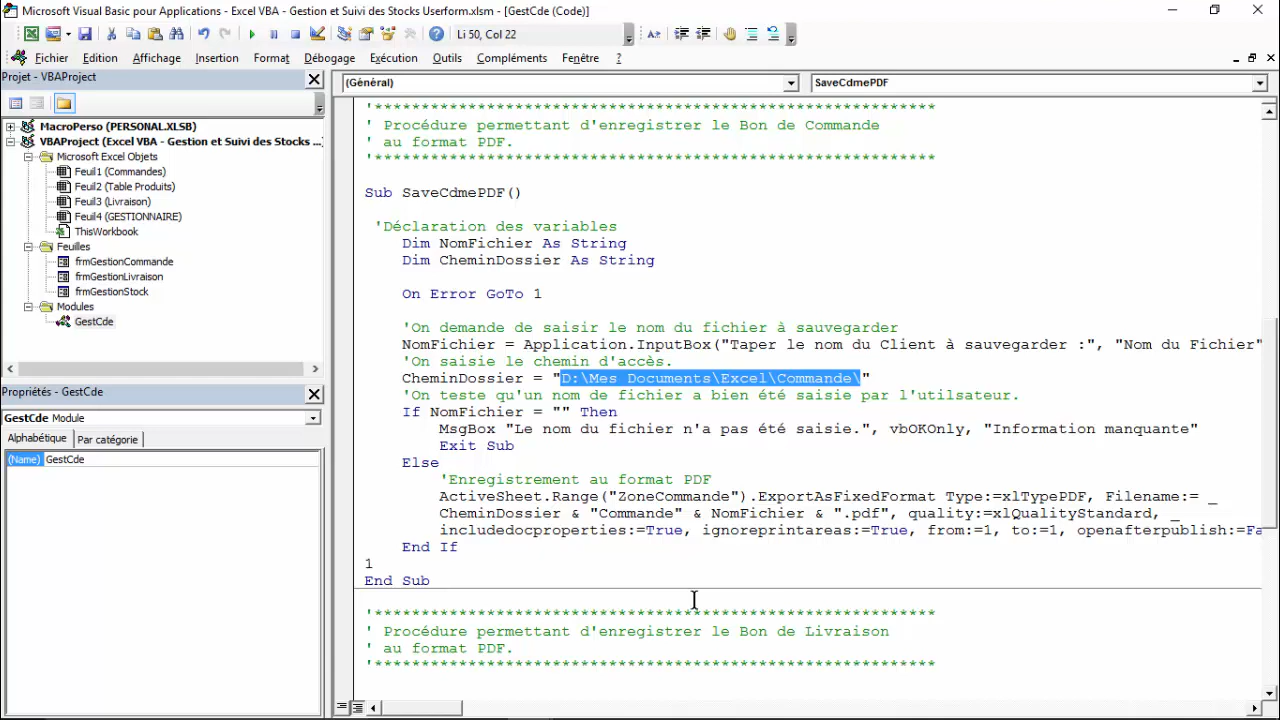 Microsoft Visual Basic pour Applications - Excel VBA - Gestion et Suivi des Stocks Userform.xlsm - [GestCde (Code)]
Li 50, Col 22
Fichier Edition Affichage Insertion Format Débogage Exécution Outils Compléments Fenêtre ?
Projet - VBAProject
MacroPerso (PERSONAL.XLSB)
VBAProject (Excel VBA - Gestion et Suivi des Stocks ...
Microsoft Excel Objets
Feuil1 (Commandes)
Feuil2 (Table Produits)
Feuil3 (Livraison)
Feuil4 (GESTIONNAIRE)
ThisWorkbook
Feuilles
frmGestionCommande
frmGestionLivraison
frmGestionStock
Modules
GestCde
Propriétés - GestCde
GestCde Module
Alphabétique Par catégorie
(Name) GestCde
(Général) SaveCdmePDF
'*************************************************************
' Procédure permettant d'enregistrer le Bon de Commande
' au format PDF.
'*************************************************************
Sub SaveCdmePDF()
'Déclaration des variables
Dim NomFichier As String
Dim CheminDossier As String
On Error GoTo 1
'On demande de saisir le nom du fichier à sauvegarder
NomFichier = Application.InputBox("Taper le nom du Client à sauvegarder :", "Nom du Fichier"
'On saisie le chemin d'accès.
CheminDossier = "D:\Mes Documents\Excel\Commande\"
'On teste qu'un nom de fichier a bien été saisie par l'utilsateur.
If NomFichier = "" Then
MsgBox "Le nom du fichier n'a pas été saisie.", vbOKOnly, "Information manquante"
Exit Sub
Else
'Enregistrement au format PDF
ActiveSheet.Range("ZoneCommande").ExportAsFixedFormat Type:=xlTypePDF, Filename:= _
CheminDossier & "Commande" & NomFichier & ".pdf", quality:=xlQualityStandard, _
includedocproperties:=True, ignoreprintareas:=True, from:=1, to:=1, openafterpublish:=Fa
End If
1
End Sub
'*************************************************************
' Procédure permettant d'enregistrer le Bon de Livraison
' au format PDF.
'*************************************************************